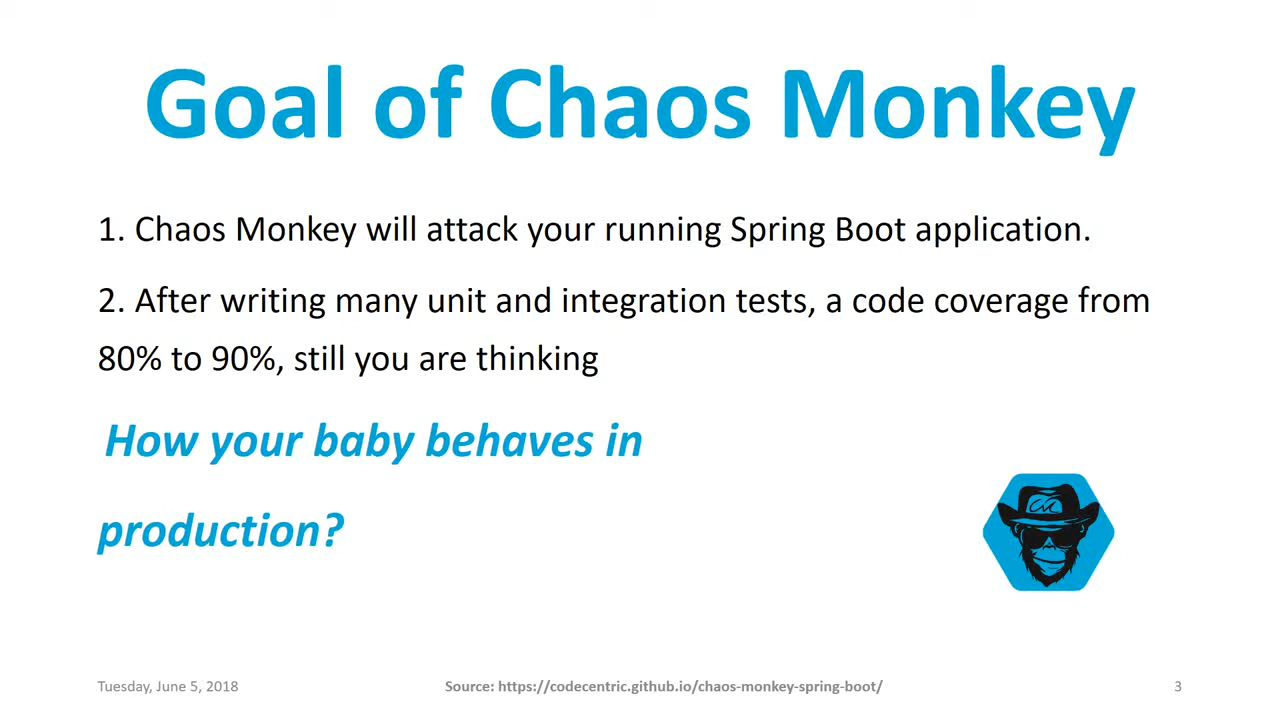 Goal of Chaos Monkey
1. Chaos Monkey will attack your running Spring Boot application.
2. After writing many unit and integration tests, a code coverage from
80% to 90%, still you are thinking
How your baby behaves in
production?
Tuesday, June 5, 2018
Source: https://codecentric.github.io/chaos-monkey-spring-boot/
3